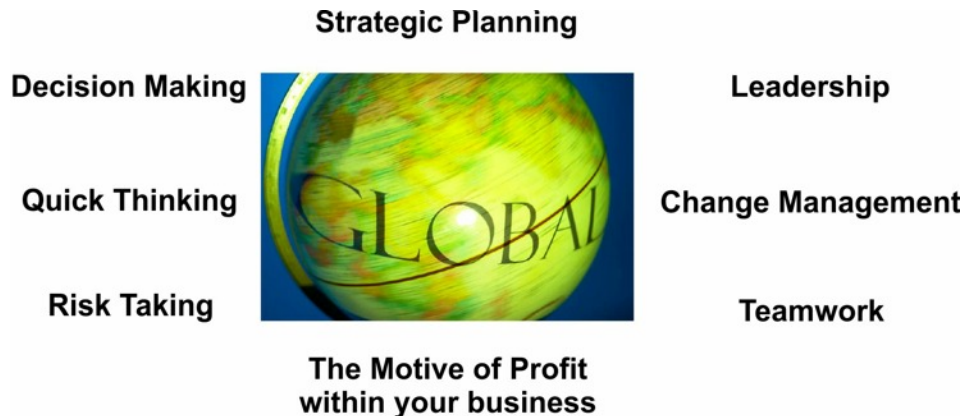 Strategic Planning
Decision Making
Leadership
Quick Thinking
GLOBAL
Change Management
Risk Taking
Teamwork
The Motive of Profit
within your business